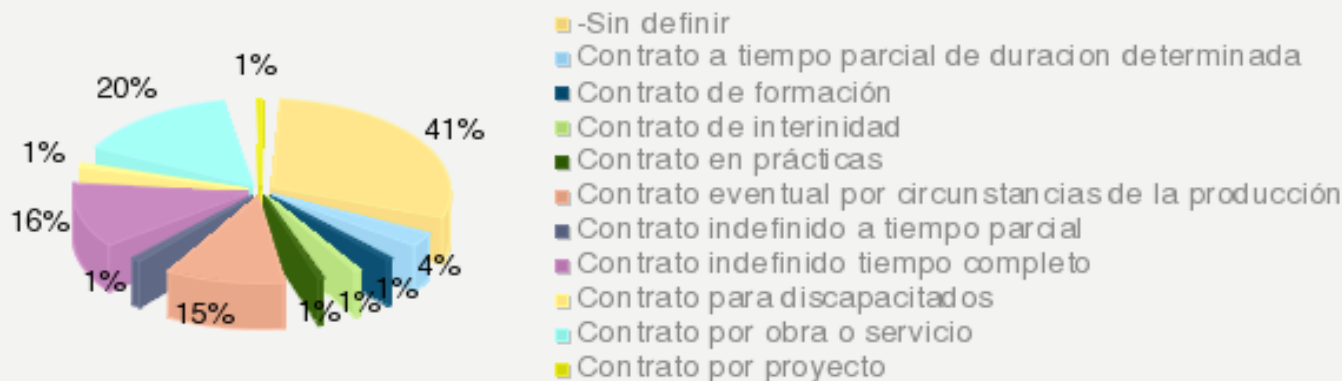 1%
20%
41%
1%
16%
1%
15%
1%
1%
1%
4%
-Sin definir
Contrato a tiempo parcial de duracion determinada
Contrato de formación
Contrato de interinidad
Contrato en prácticas
Contrato eventual por circunstancias de la producción
Contrato indefinido a tiempo parcial
Contrato indefinido tiempo completo
Contrato para discapacitados
Contrato por obra o servicio
Contrato por proyecto